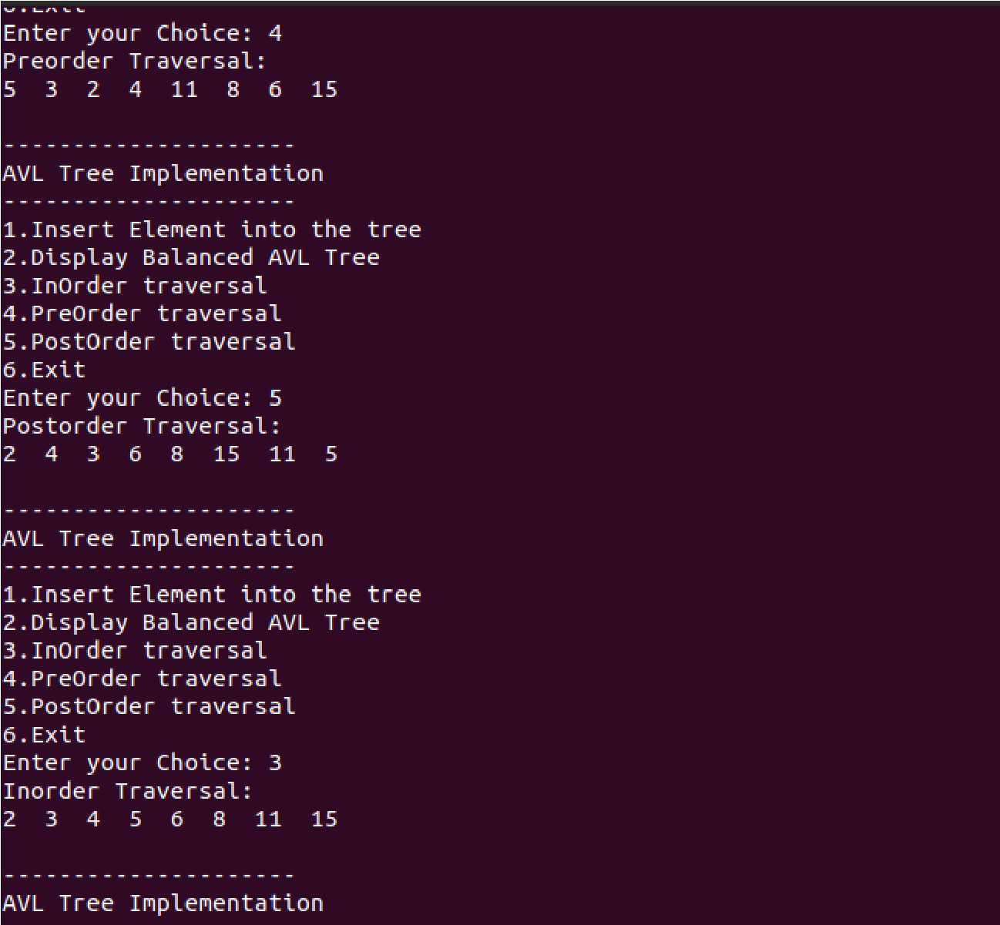 Enter your Choice: 4
Preorder Traversal:
5  3  2  4  11  8  6  15
---------------------
AVL Tree Implementation
---------------------
1.Insert Element into the tree
2.Display Balanced AVL Tree
3.InOrder traversal
4.PreOrder traversal
5.PostOrder traversal
6.Exit
Enter your Choice: 5
Postorder Traversal:
2  4  3  6  8  15  11  5
---------------------
AVL Tree Implementation
---------------------
1.Insert Element into the tree
2.Display Balanced AVL Tree
3.InOrder traversal
4.PreOrder traversal
5.PostOrder traversal
6.Exit
Enter your Choice: 3
Inorder Traversal:
2  3  4  5  6  8  11  15
---------------------
AVL Tree Implementation